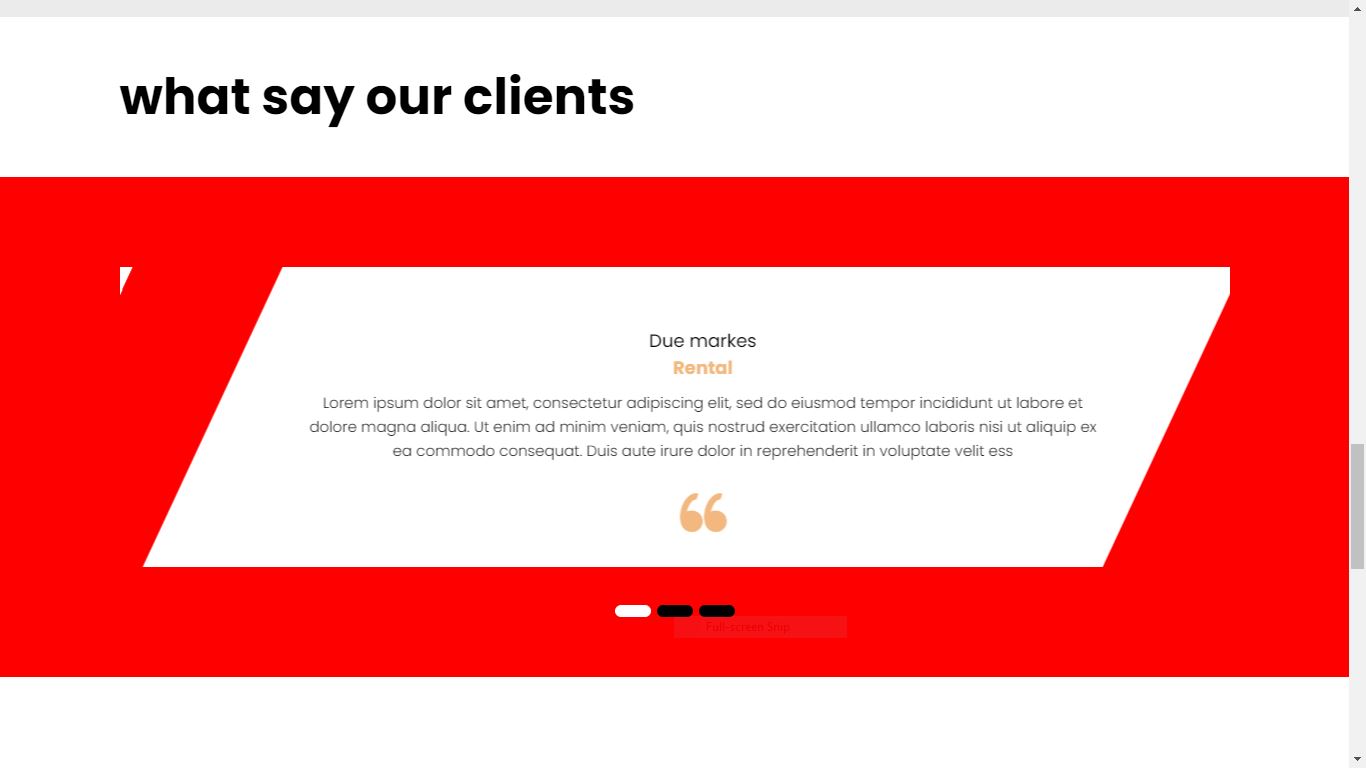 what say our clients
Due markes
Rental
Lorem ipsum dolor sit amet, consectetur adipiscing elit, sed do eiusmod tempor incididunt ut labore et
dolore magna aliqua. Ut enim ad minim veniam, quis nostrud exercitation ullamco laboris nisi ut aliquip ex
ea commodo consequat. Duis aute irure dolor in reprehenderit in voluptate velit ess
Full-screen Snip